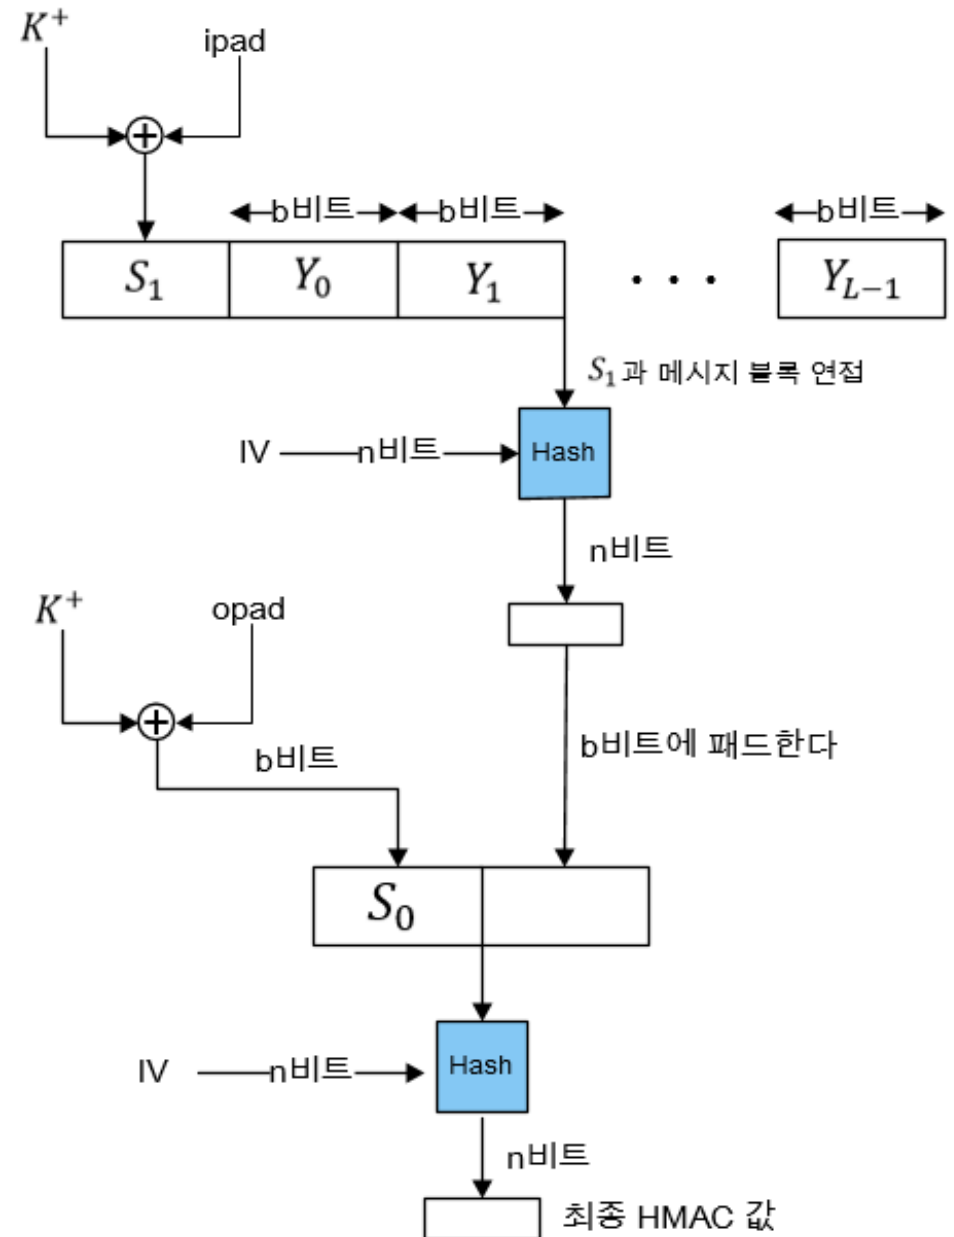 K⁺
ipad
b비트 b비트 b비트
S₁ Y₀ Y₁ · · · Y_{L−1}
S₁과 메시지 블록 연접
IV n비트 Hash
n비트
K⁺ opad
b비트에 패드한다
b비트
S₀
IV n비트 Hash
n비트
최종 HMAC 값